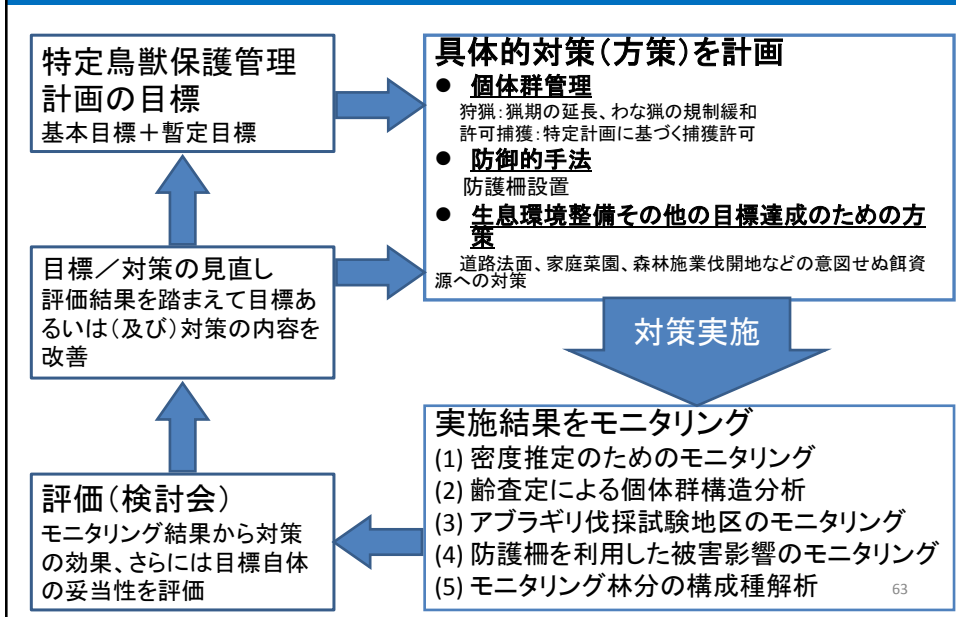 特定鳥獣保護管理
計画の目標
基本目標＋暫定目標
具体的対策（方策）を計画
● 個体群管理
狩猟：猟期の延長、わな猟の規制緩和
許可捕獲：特定計画に基づく捕獲許可
● 防御的手法
防護柵設置
● 生息環境整備その他の目標達成のための方
策
道路法面、家庭菜園、森林施業伐開地などの意図せぬ餌資
源への対策
目標／対策の見直し
評価結果を踏まえて目標あ
るいは（及び）対策の内容を
改善
対策実施
実施結果をモニタリング
(1) 密度推定のためのモニタリング
(2) 齢査定による個体群構造分析
(3) アブラギリ伐採試験地区のモニタリング
(4) 防護柵を利用した被害影響のモニタリング
(5) モニタリング林分の構成種解析
評価（検討会）
モニタリング結果から対策
の効果、さらには目標自体
の妥当性を評価
63